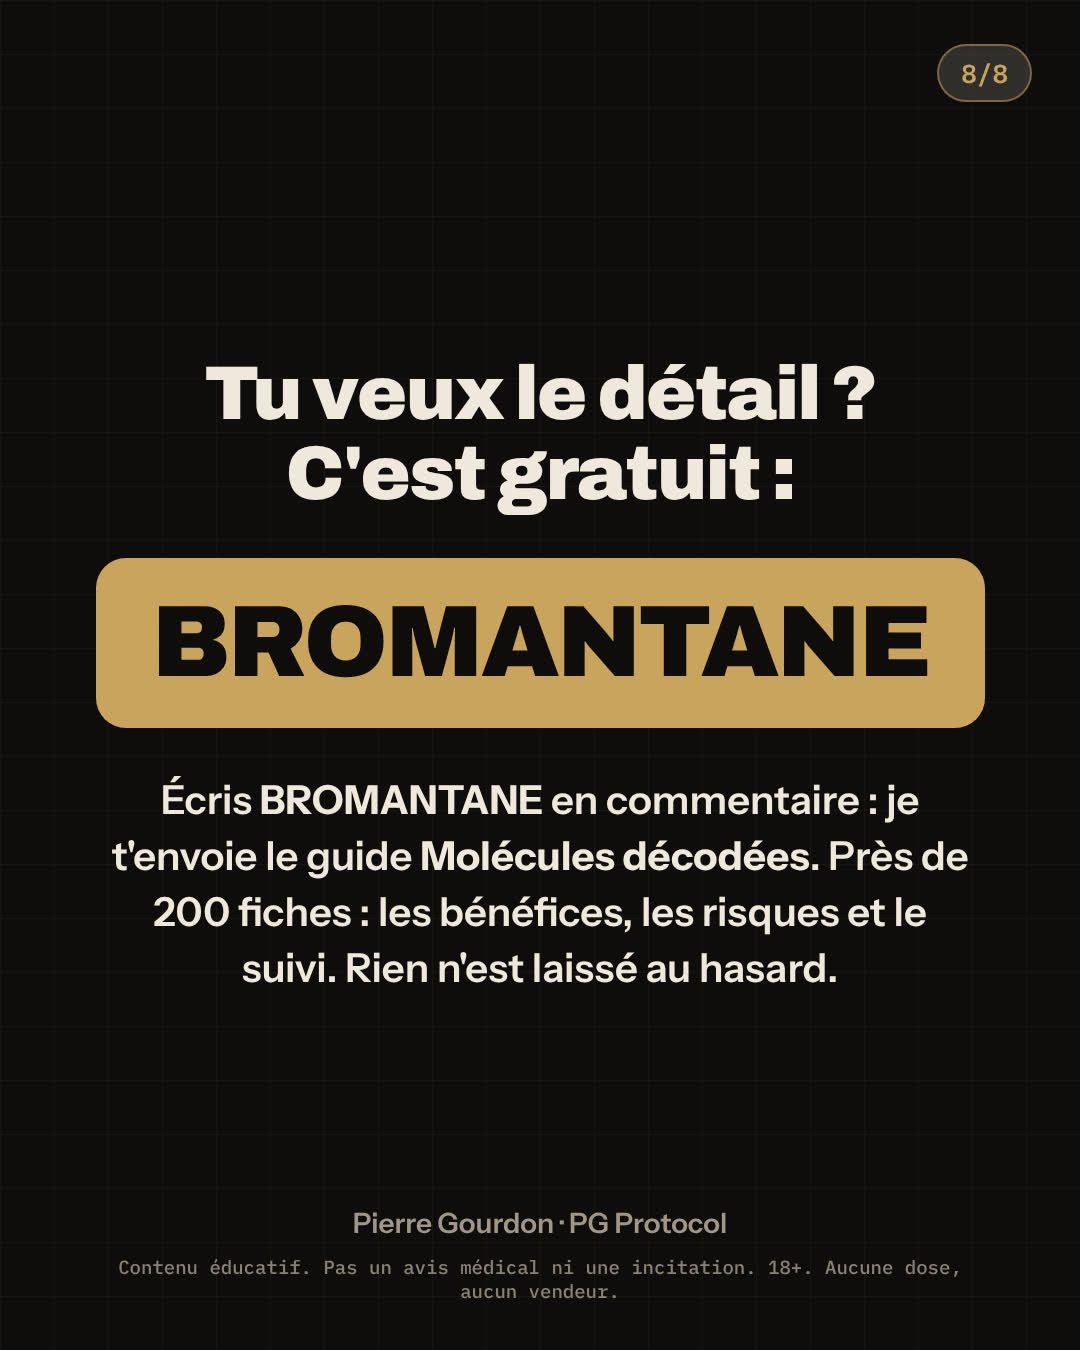 8/8
Tu veux le détail ?
C'est gratuit :
BROMANTANE
Écris BROMANTANE en commentaire : je
t'envoie le guide Molécules décodées. Près de
200 fiches : les bénéfices, les risques et le
suivi. Rien n'est laissé au hasard.
Pierre Gourdon · PG Protocol
Contenu éducatif. Pas un avis médical ni une incitation. 18+. Aucune dose,
aucun vendeur.